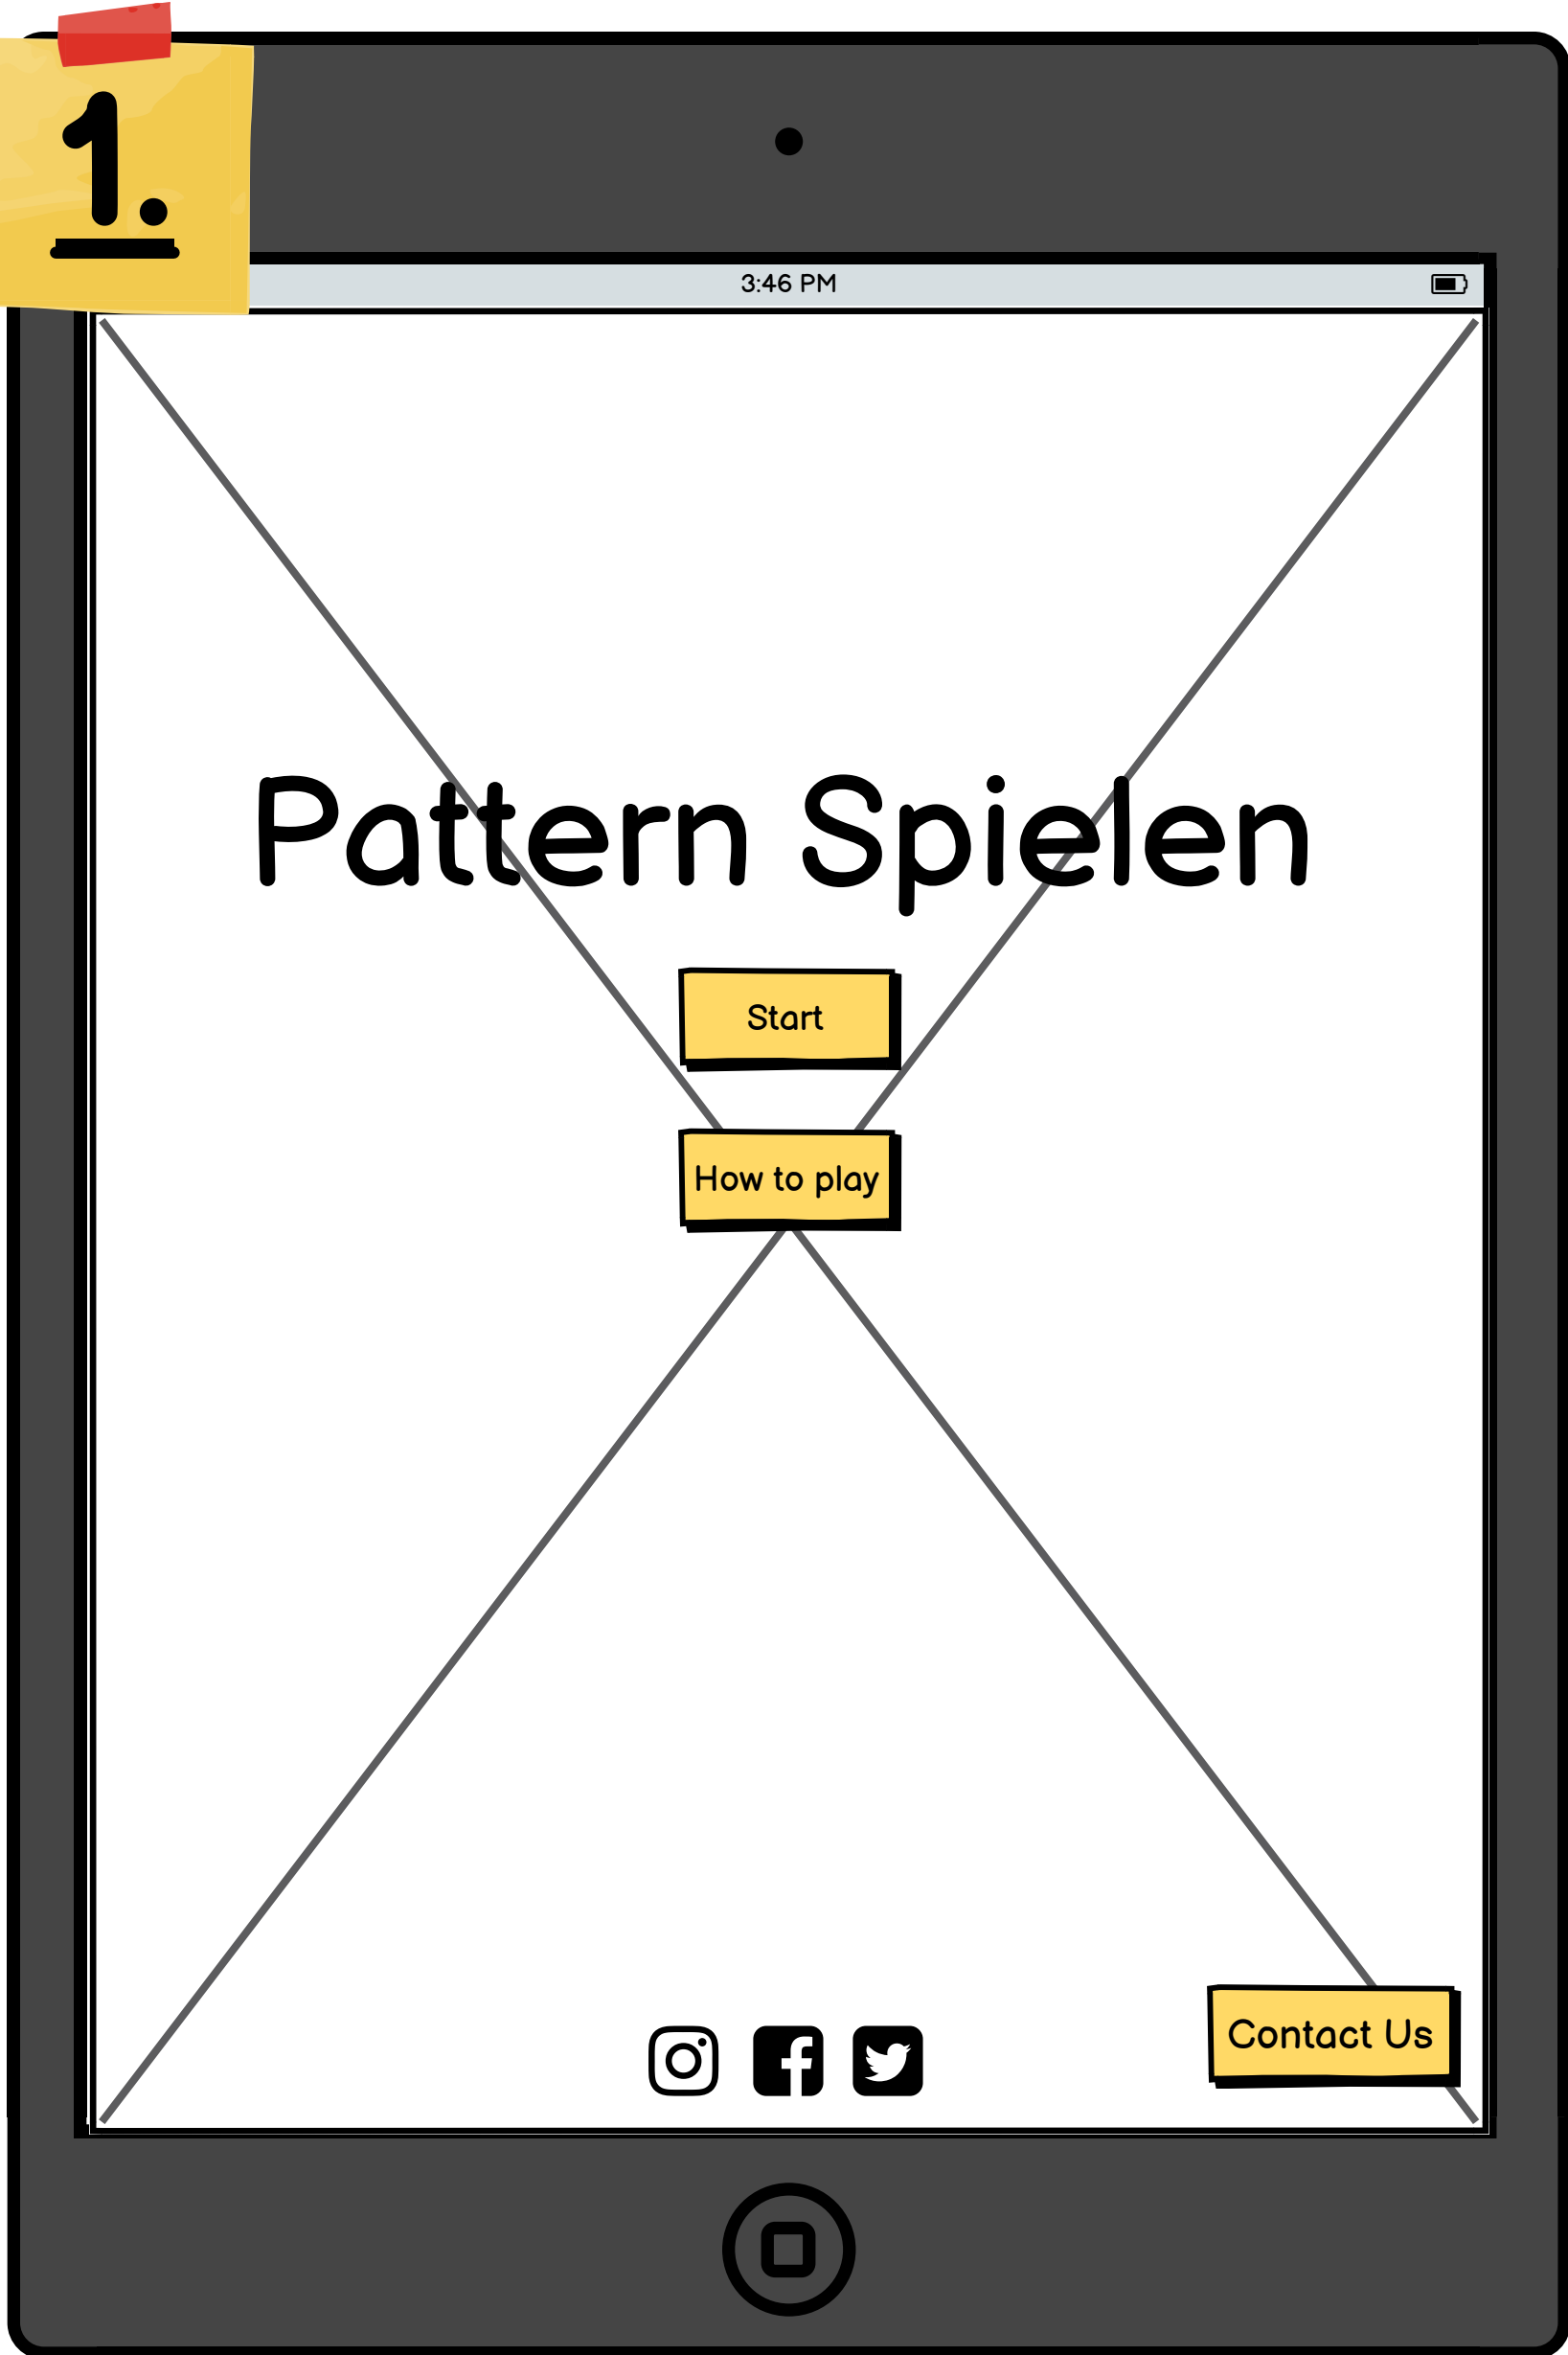 1.
3:46 PM
Pattern Spielen
Start
How to play
Contact Us